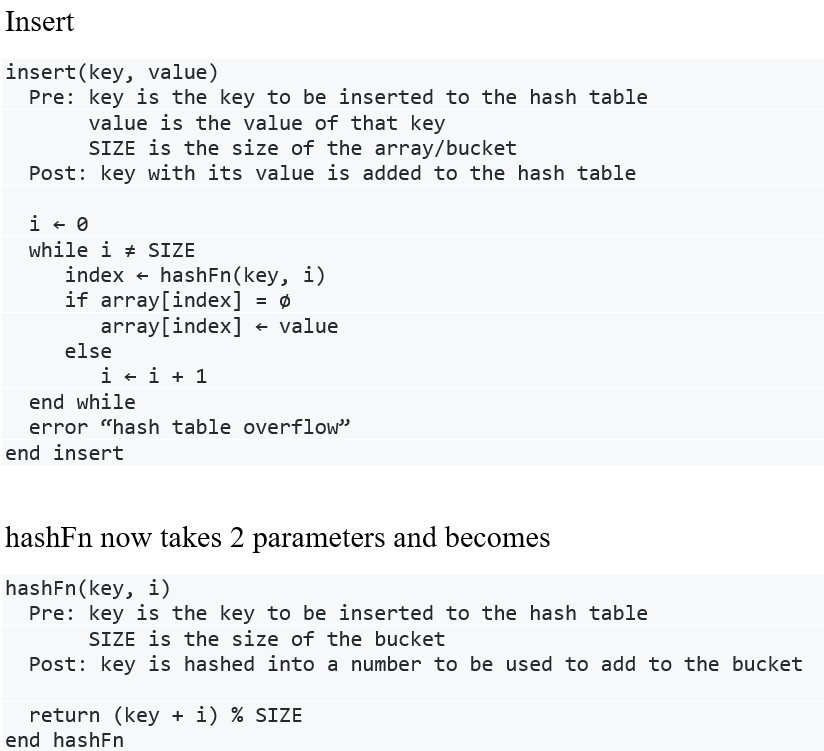 Insert
insert(key, value)
  Pre: key is the key to be inserted to the hash table
       value is the value of that key
       SIZE is the size of the array/bucket
  Post: key with its value is added to the hash table
  i ← 0
  while i ≠ SIZE
     index ← hashFn(key, i)
     if array[index] = ø
        array[index] ← value
     else
        i ← i + 1
  end while
  error “hash table overflow”
end insert
hashFn now takes 2 parameters and becomes
hashFn(key, i)
  Pre: key is the key to be inserted to the hash table
       SIZE is the size of the bucket
  Post: key is hashed into a number to be used to add to the bucket
  return (key + i) % SIZE
end hashFn